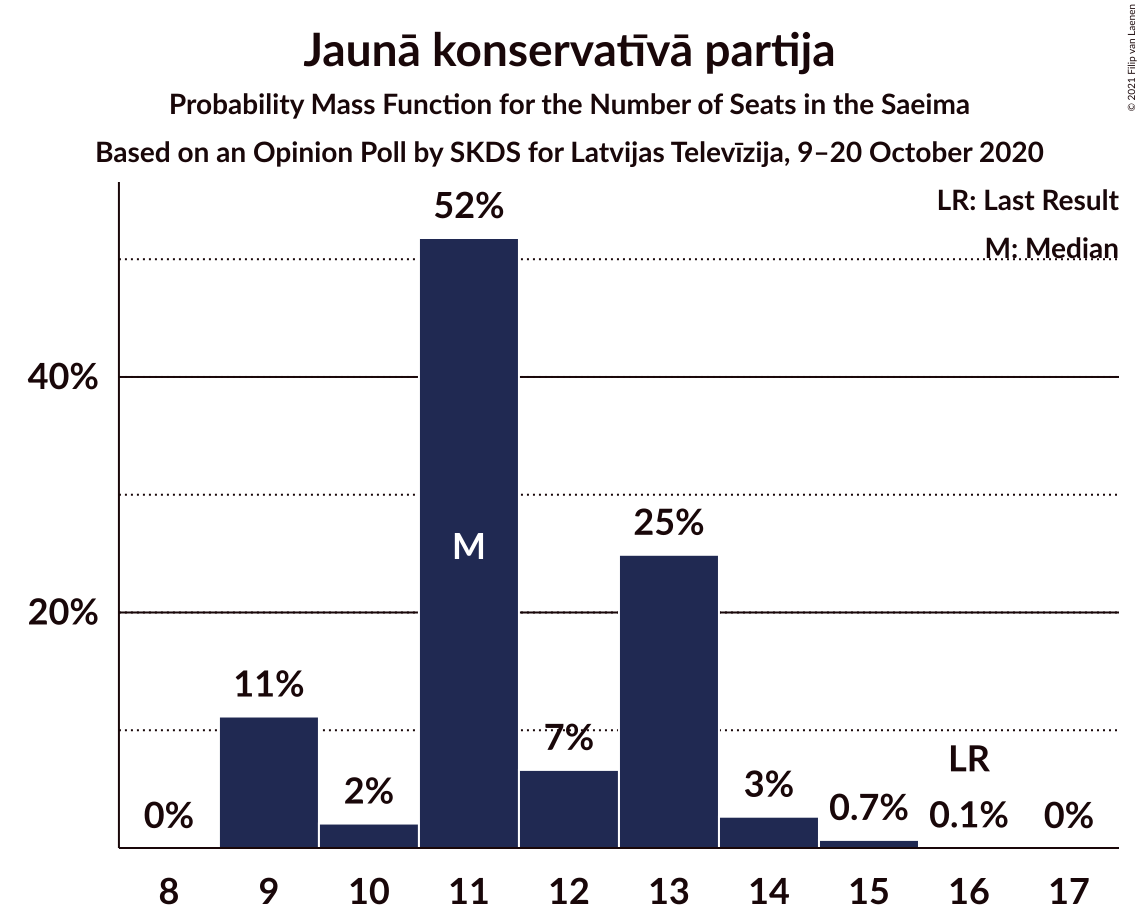 Jaunā konservatīvā partija
Probability Mass Function for the Number of Seats in the Saeima
Based on an Opinion Poll by SKDS for Latvijas Televīzija, 9–20 October 2020
© 2021 Filip van Laenen
LR: Last Result
M: Median
52%
40%
25%
M
20%
11%
7%
LR
3%
2%
0.7%
0%
0.1%
0%
8 9 10 11 12 13 14 15 16 17